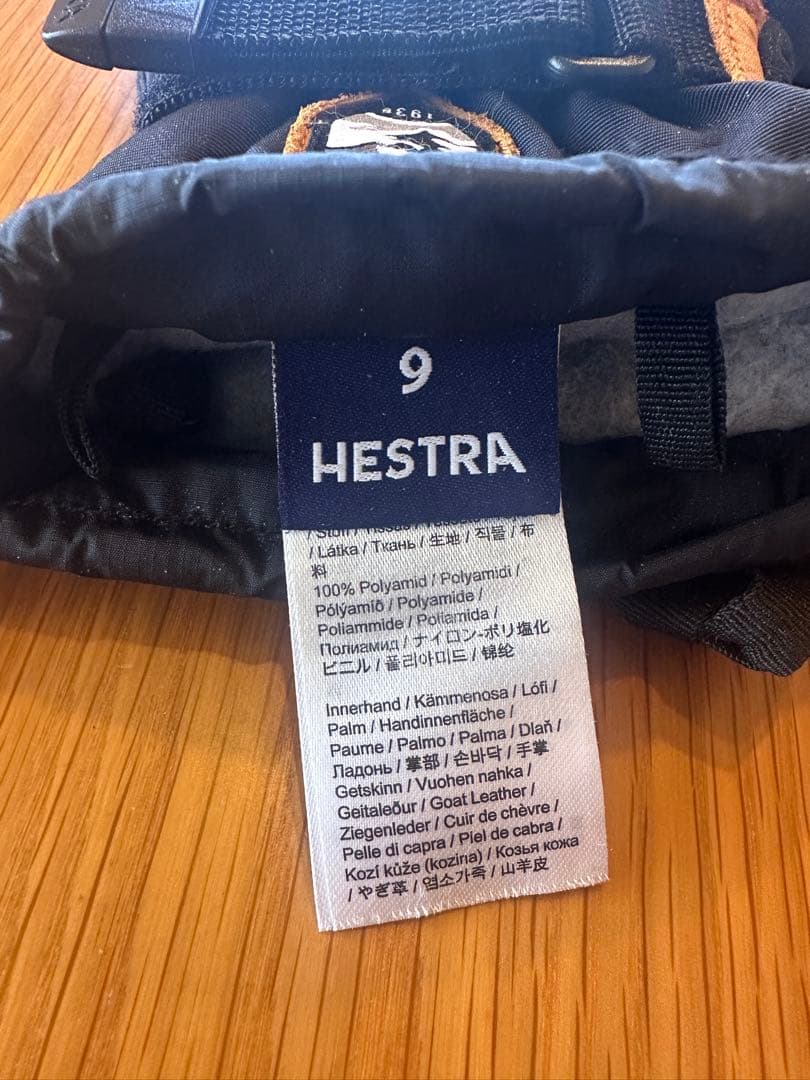 193
9
HESTRA
/ Látka / Ткань / 生地 / 직물 / 布
料
100% Polyamid / Polyamidi /
Pólýamíð / Polyamide /
Poliammide / Poliamida /
Полиамид / ナイロン-ポリ塩化
ビニル / 폴리아미드 / 锦纶
Innerhand / Kämmenosa / Lófi /
Palm / Handinnenfläche /
Paume / Palmo / Palma / Dlaň /
Ладонь / 掌部 / 손바닥 / 手掌
Getskinn / Vuohen nahka /
Geitaleður / Goat Leather /
Ziegenleder / Cuir de chèvre /
Pelle di capra / Piel de cabra /
Kozí kůže (kozina) / Козья кожа
/ やぎ革 / 염소가죽 / 山羊皮